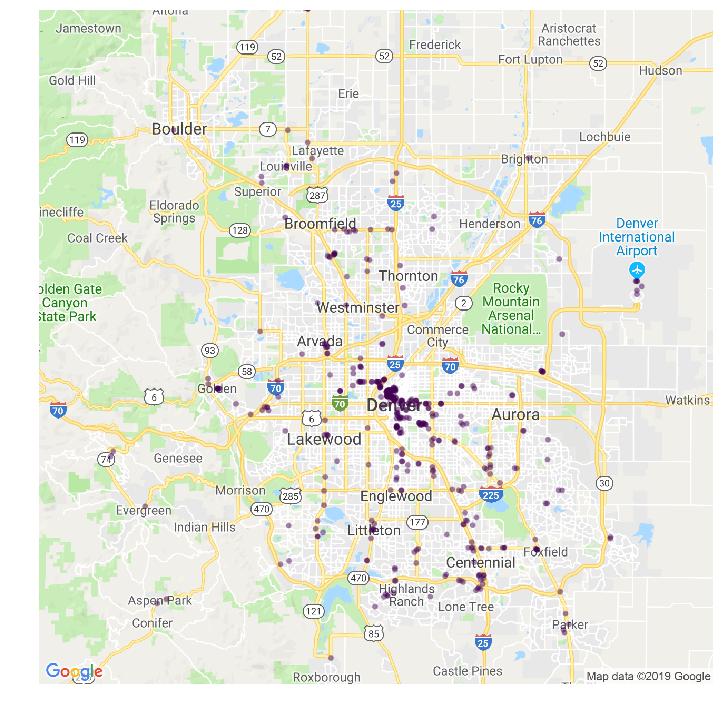 Altona
Jamestown
119
52
Frederick
52
Aristocrat
Ranchettes
Fort Lupton
52
Hudson
Gold Hill
Erie
Boulder
7
119
Lafayette
Louisville
Lochbuie
Brighton
Superior
287
25
Eldorado
Springs
inecliffe
Coal Creek
128
Broomfield
Henderson
76
Denver
International
Airport
Thornton
76
olden Gate
Canyon
State Park
2
Rocky
Mountain
Arsenal
National...
Westminster
Commerce
City
Arvada
93
58
25
70
Golden
70
6
70
70
Denver
6
Aurora
Watkins
Lakewood
74
Genesee
Morrison
285
Englewood
225
30
Evergreen
470
Indian Hills
177
Littleton
Foxfield
Centennial
470
Aspen Park
Highlands
Ranch
Lone Tree
Conifer
121
85
25
Parker
Google
Roxborough
Castle Pines
Map data ©2019 Google